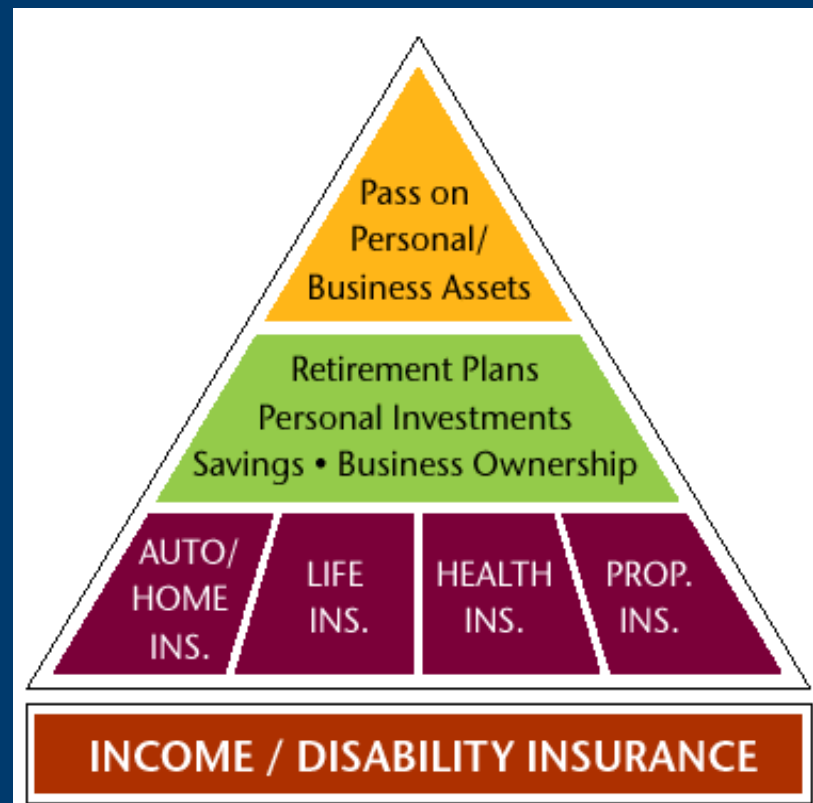 Pass on
Personal/
Business Assets
Retirement Plans
Personal Investments
Savings • Business Ownership
AUTO/
HOME
INS.
LIFE
INS.
HEALTH
INS.
PROP.
INS.
INCOME / DISABILITY INSURANCE